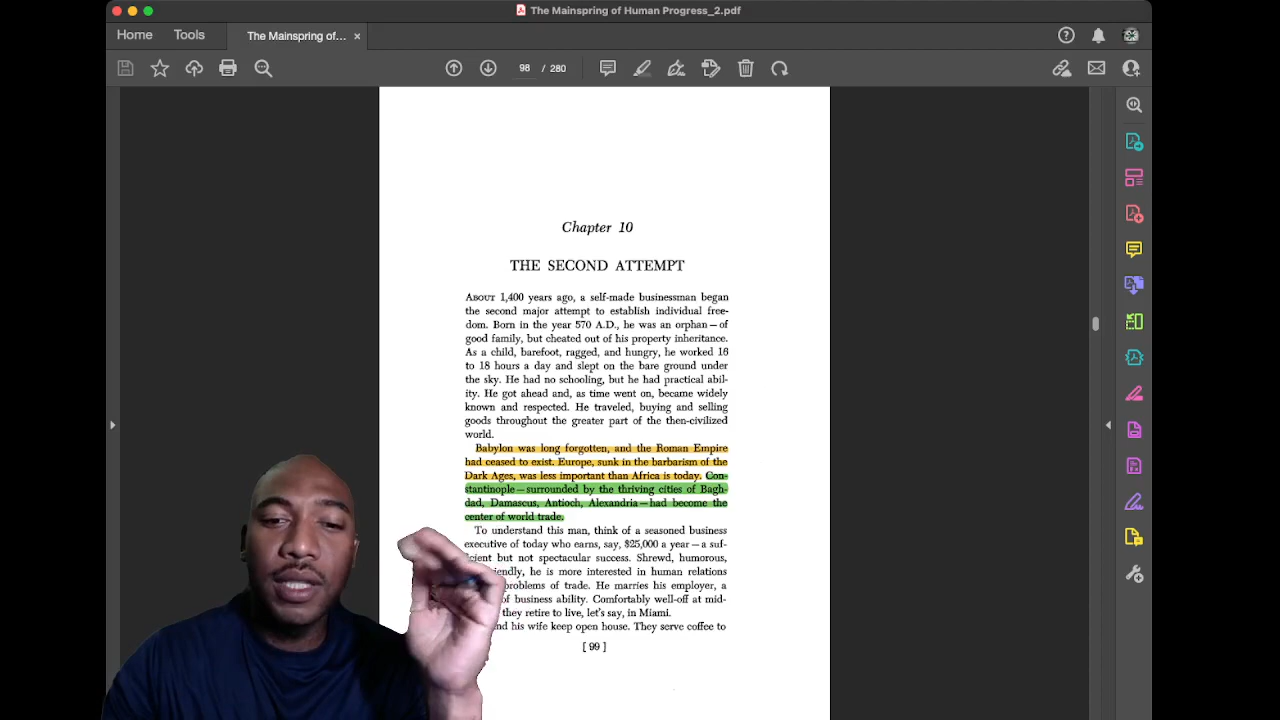 The Mainspring of Human Progress_2.pdf
Home
Tools
The Mainspring of...
98 / 280
Chapter 10
THE SECOND ATTEMPT
ABOUT 1,400 years ago, a self-made businessman began
the second major attempt to establish individual free-
dom. Born in the year 570 A.D., he was an orphan—of
good family, but cheated out of his property inheritance.
As a child, barefoot, ragged, and hungry, he worked 16
to 18 hours a day and slept on the bare ground under
the sky. He had no schooling, but he had practical abil-
ity. He got ahead and, as time went on, became widely
known and respected. He traveled, buying and selling
goods throughout the greater part of the then-civilized
world.
Babylon was long forgotten, and the Roman Empire
had ceased to exist. Europe, sunk in the barbarism of the
Dark Ages, was less important than Africa is today. Con-
stantinople—surrounded by the thriving cities of Bagh-
dad, Damascus, Antioch, Alexandria—had become the
center of world trade.
To understand this man, think of a seasoned business
executive of today who earns, say, $25,000 a year—a suf-
ficient but not spectacular success. Shrewd, humorous,
he is more interested in human relations
problems of trade. He marries his employer, a
of business ability. Comfortably well-off at mid-
they retire to live, let's say, in Miami.
his wife keep open house. They serve coffee to
[ 99 ]